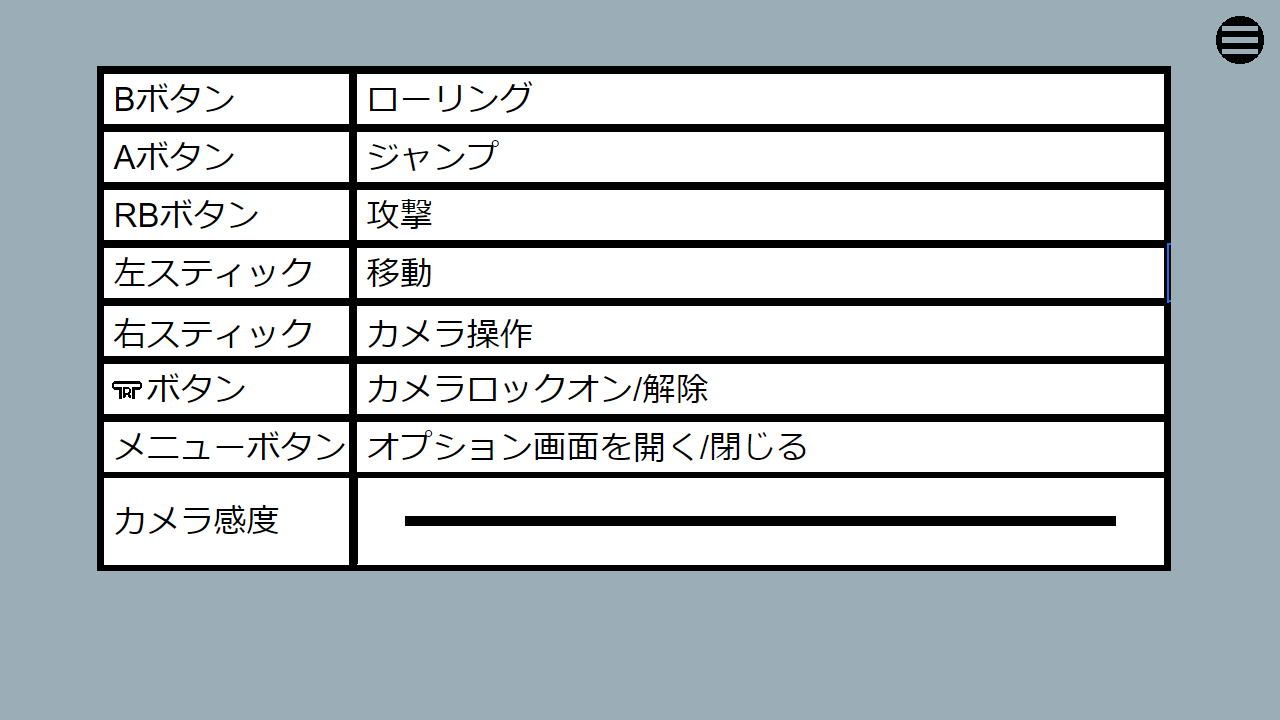 Bボタン ローリング
Aボタン ジャンプ
RBボタン 攻撃
左スティック 移動
右スティック カメラ操作
ボタン カメラロックオン/解除
メニューボタン オプション画面を開く/閉じる
カメラ感度